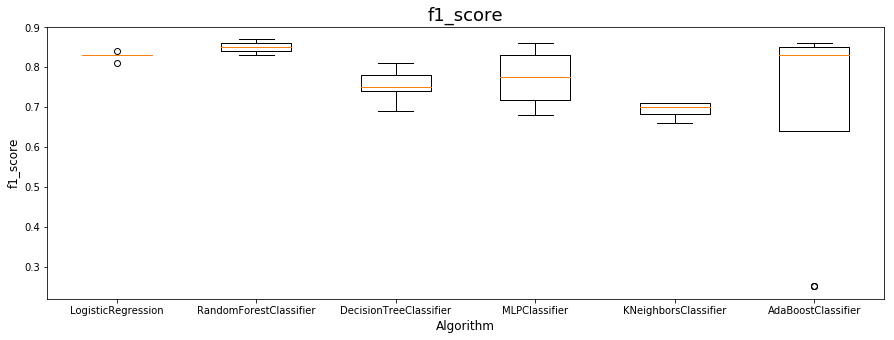 f1_score
0.9
0.8
0.7
0.6
0.5
0.4
0.3
f1_score
LogisticRegression RandomForestClassifier DecisionTreeClassifier MLPClassifier KNeighborsClassifier AdaBoostClassifier
Algorithm